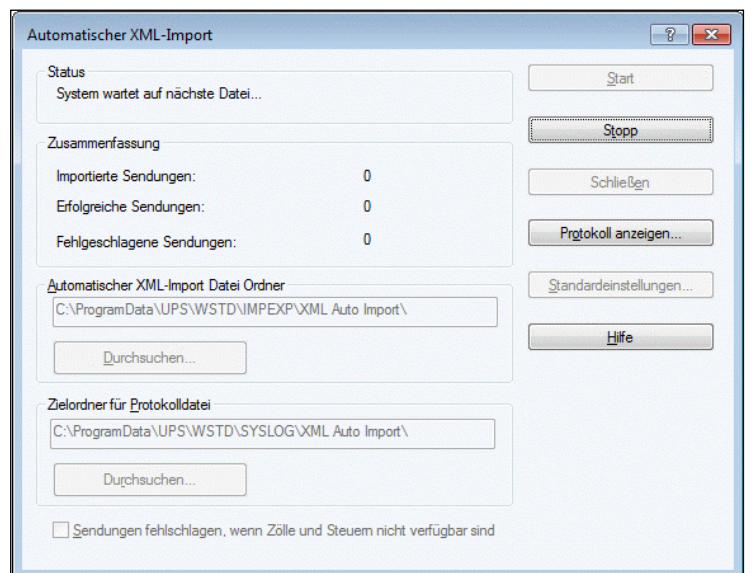 Automatischer XML-Import
Status
System wartet auf nächste Datei...
Zusammenfassung
Importierte Sendungen: 0
Erfolgreiche Sendungen: 0
Fehlgeschlagene Sendungen: 0
Automatischer XML-Import Datei Ordner
C:\ProgramData\UPS\WSTD\IMPEXP\XML Auto Import\
Durchsuchen...
Zielordner für Protokolldatei
C:\ProgramData\UPS\WSTD\SYSLOG\XML Auto Import\
Durchsuchen...
Sendungen fehlschlagen, wenn Zölle und Steuern nicht verfügbar sind
Start
Stopp
Schließen
Protokoll anzeigen...
Standardeinstellungen...
Hilfe